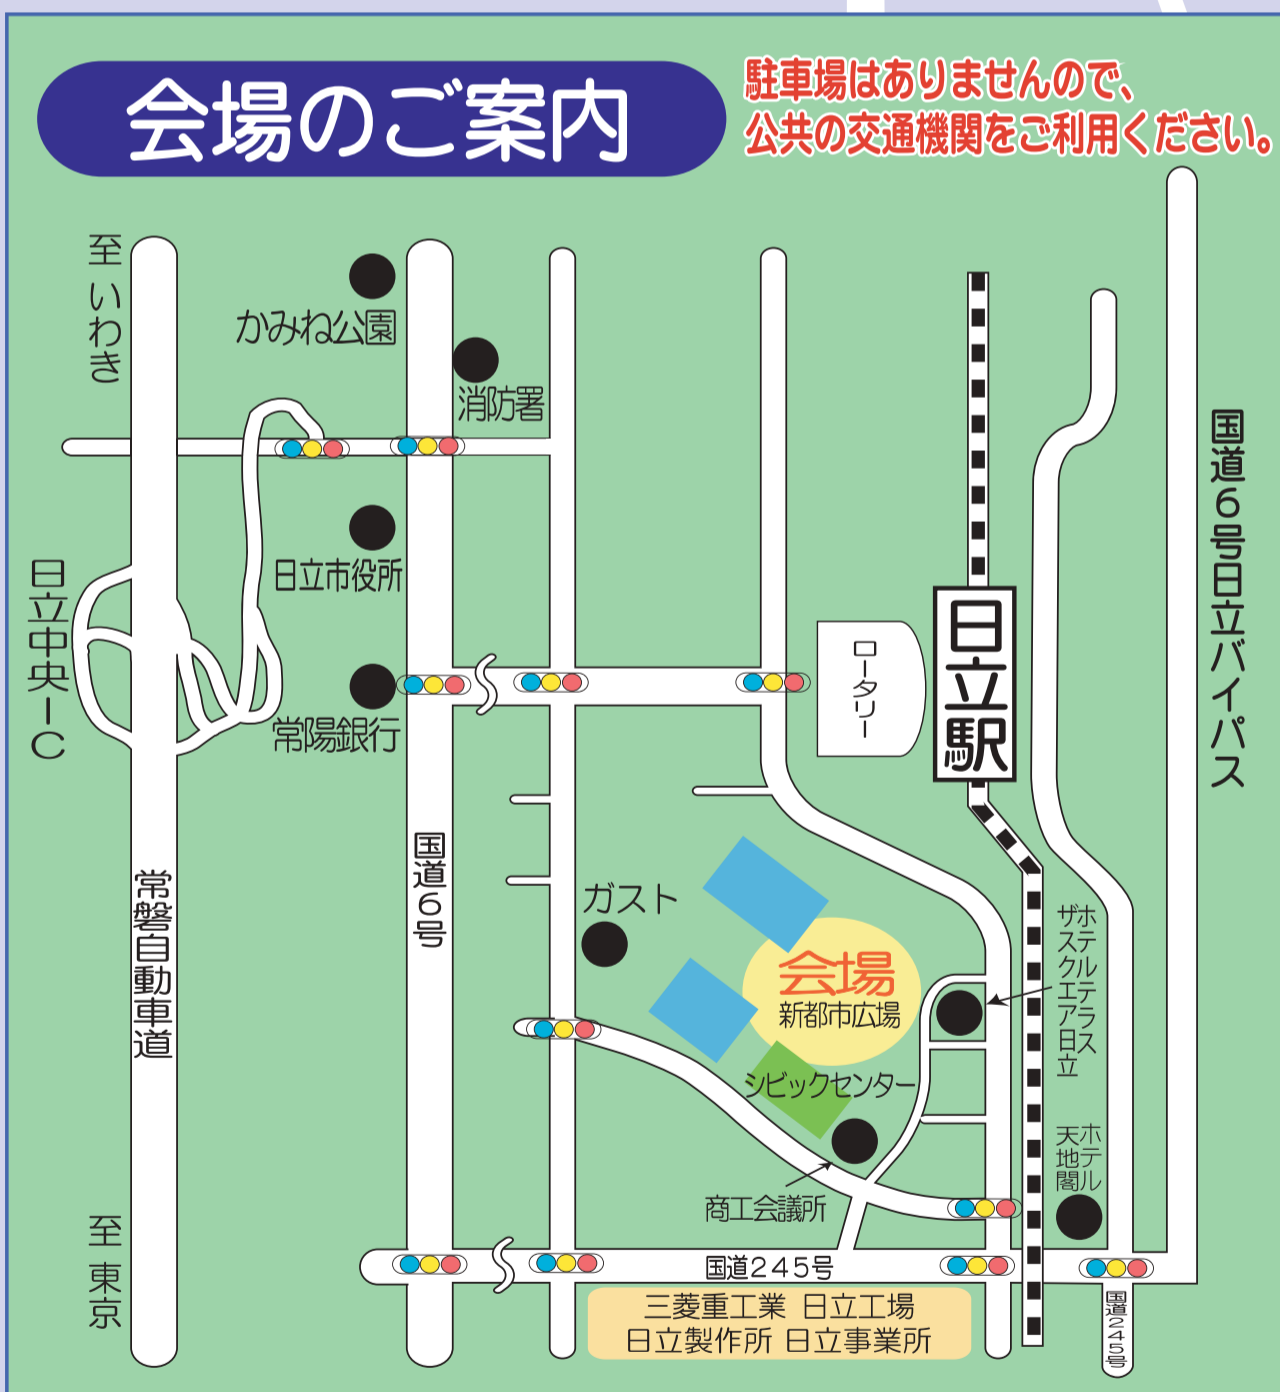 会場のご案内
駐車場はありませんので、
公共の交通機関をご利用ください。
至 いわき
かみね公園
消防署
国道6号日立バイパス
日立市役所
日立中央IC
日立駅
ロータリー
常陽銀行
国道6号
常磐自動車道
ガスト
ホテルテラス
ザスクエア日立
会場
新都市広場
シビックセンター
ホテル
天地閣
商工会議所
至 東京
国道245号
国道245号
三菱重工業 日立工場
日立製作所 日立事業所